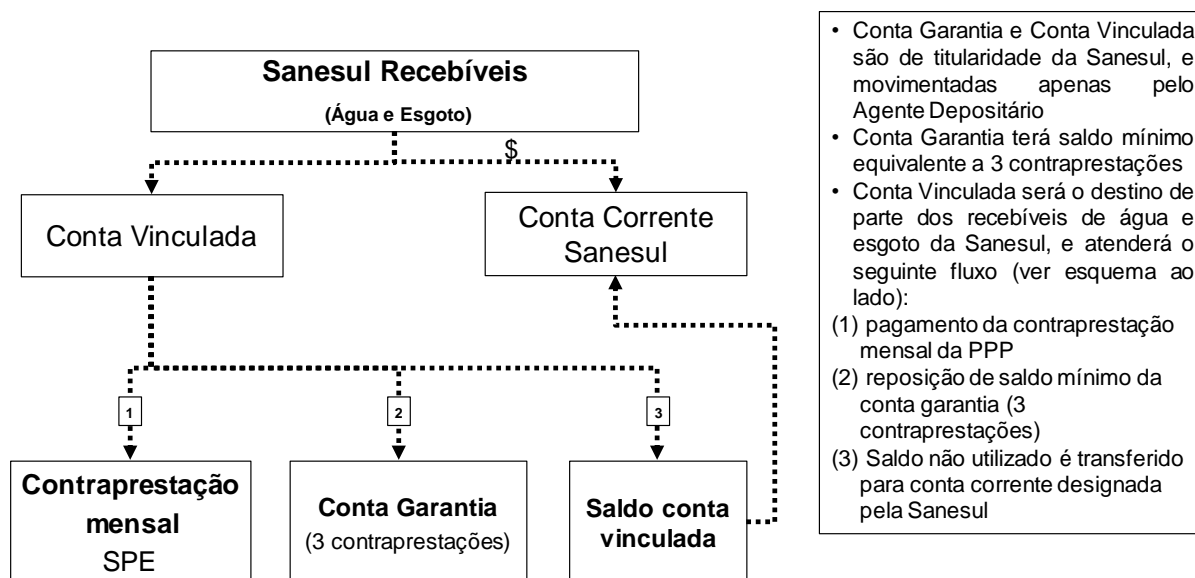 Sanesul Recebíveis
(Água e Esgoto)
$
Conta Vinculada
Conta Corrente
Sanesul
1
2
3
Contraprestação
mensal
SPE
Conta Garantia
(3 contraprestações)
Saldo conta
vinculada
• Conta Garantia e Conta Vinculada
são de titularidade da Sanesul, e
movimentadas apenas pelo
Agente Depositário
• Conta Garantia terá saldo mínimo
equivalente a 3 contraprestações
• Conta Vinculada será o destino de
parte dos recebíveis de água e
esgoto da Sanesul, e atenderá o
seguinte fluxo (ver esquema ao
lado):
(1) pagamento da contraprestação
mensal da PPP
(2) reposição de saldo mínimo da
conta garantia (3
contraprestações)
(3) Saldo não utilizado é transferido
para conta corrente designada
pela Sanesul